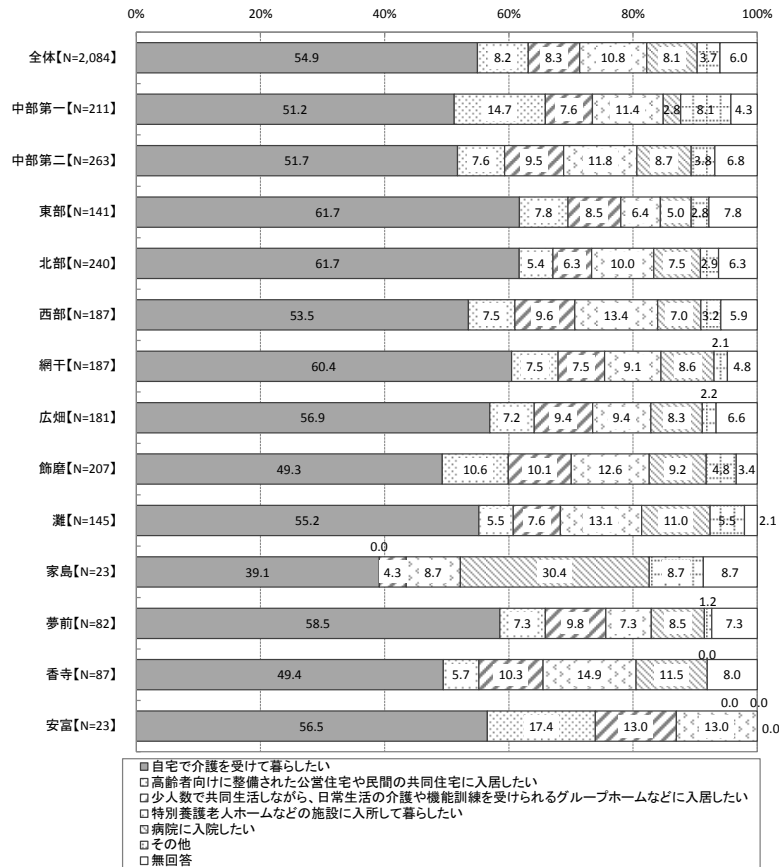 0% 20% 40% 60% 80% 100%
全体【N=2,084】 54.9 8.2 8.3 10.8 8.1 3.7 6.0
中部第一【N=211】 51.2 14.7 7.6 11.4 2.8 8.1 4.3
中部第二【N=263】 51.7 7.6 9.5 11.8 8.7 3.8 6.8
東部【N=141】 61.7 7.8 8.5 6.4 5.0 2.8 7.8
北部【N=240】 61.7 5.4 6.3 10.0 7.5 2.9 6.3
西部【N=187】 53.5 7.5 9.6 13.4 7.0 3.2 5.9
2.1
網干【N=187】 60.4 7.5 7.5 9.1 8.6 4.8
2.2
広畑【N=181】 56.9 7.2 9.4 9.4 8.3 6.6
飾磨【N=207】 49.3 10.6 10.1 12.6 9.2 4.8 3.4
灘【N=145】 55.2 5.5 7.6 13.1 11.0 5.5 2.1
0.0
家島【N=23】 39.1 4.3 8.7 30.4 8.7 8.7
1.2
夢前【N=82】 58.5 7.3 9.8 7.3 8.5 7.3
0.0
香寺【N=87】 49.4 5.7 10.3 14.9 11.5 8.0
0.0 0.0
安富【N=23】 56.5 17.4 13.0 13.0 0.0
自宅で介護を受けて暮らしたい
高齢者向けに整備された公営住宅や民間の共同住宅に入居したい
少人数で共同生活しながら、日常生活の介護や機能訓練を受けられるグループホームなどに入居したい
特別養護老人ホームなどの施設に入所して暮らしたい
病院に入院したい
その他
無回答